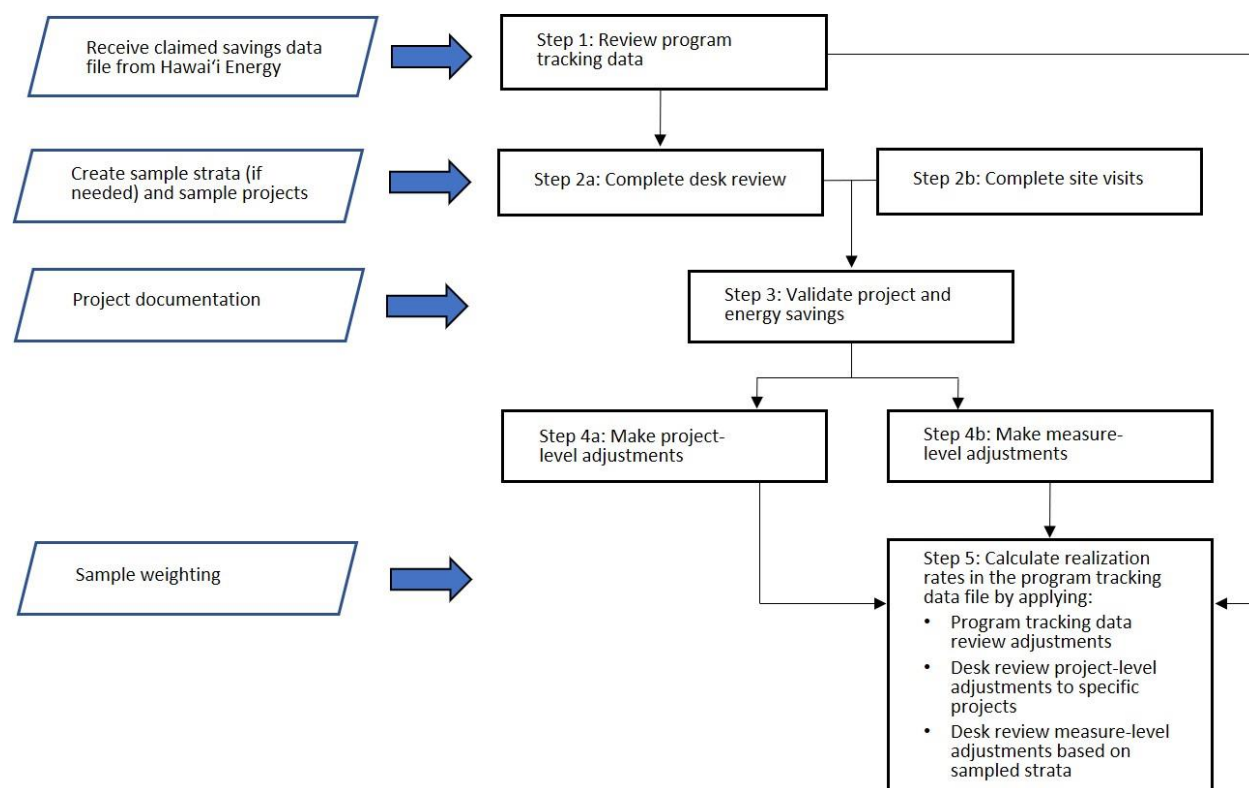 Receive claimed savings data
file from Hawaiʻi Energy
Step 1: Review program
tracking data
Create sample strata (if
needed) and sample projects
Step 2a: Complete desk review
Step 2b: Complete site visits
Project documentation
Step 3: Validate project and
energy savings
Step 4a: Make project-
level adjustments
Step 4b: Make measure-
level adjustments
Sample weighting
Step 5: Calculate realization
rates in the program tracking
data file by applying:
• Program tracking data
review adjustments
• Desk review project-level
adjustments to specific
projects
• Desk review measure-level
adjustments based on
sampled strata